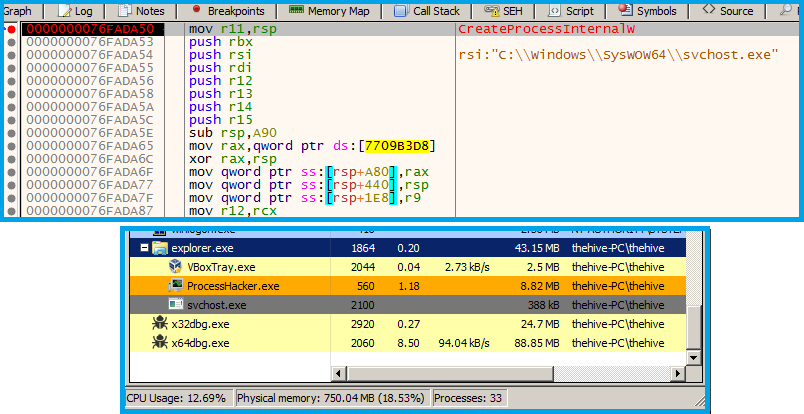 Graph Log Notes Breakpoints Memory Map Call Stack SEH Script Symbols Source
0000000076FADA50 mov r11,rsp CreateProcessInternalW
0000000076FADA53 push rbx
0000000076FADA54 push rsi rsi:"C:\\Windows\\SysWOW64\\svchost.exe"
0000000076FADA55 push rdi
0000000076FADA56 push r12
0000000076FADA58 push r13
0000000076FADA5A push r14
0000000076FADA5C push r15
0000000076FADA5E sub rsp,A90
0000000076FADA65 mov rax,qword ptr ds:[7709B3D8]
0000000076FADA6C xor rax,rsp
0000000076FADA6F mov qword ptr ss:[rsp+A80],rax
0000000076FADA77 mov qword ptr ss:[rsp+440],rsp
0000000076FADA7F mov qword ptr ss:[rsp+1E8],r9
0000000076FADA87 mov r12,rcx
explorer.exe 1864 0.20 43.15 MB thehive-PC\thehive
VBoxTray.exe 2044 0.04 2.73 kB/s 2.5 MB thehive-PC\thehive
ProcessHacker.exe 560 1.18 8.82 MB thehive-PC\thehive
svchost.exe 2100 388 kB thehive-PC\thehive
x32dbg.exe 2920 0.27 24.7 MB thehive-PC\thehive
x64dbg.exe 2060 8.50 94.04 kB/s 88.85 MB thehive-PC\thehive
CPU Usage: 12.69% Physical memory: 750.04 MB (18.53%) Processes: 33